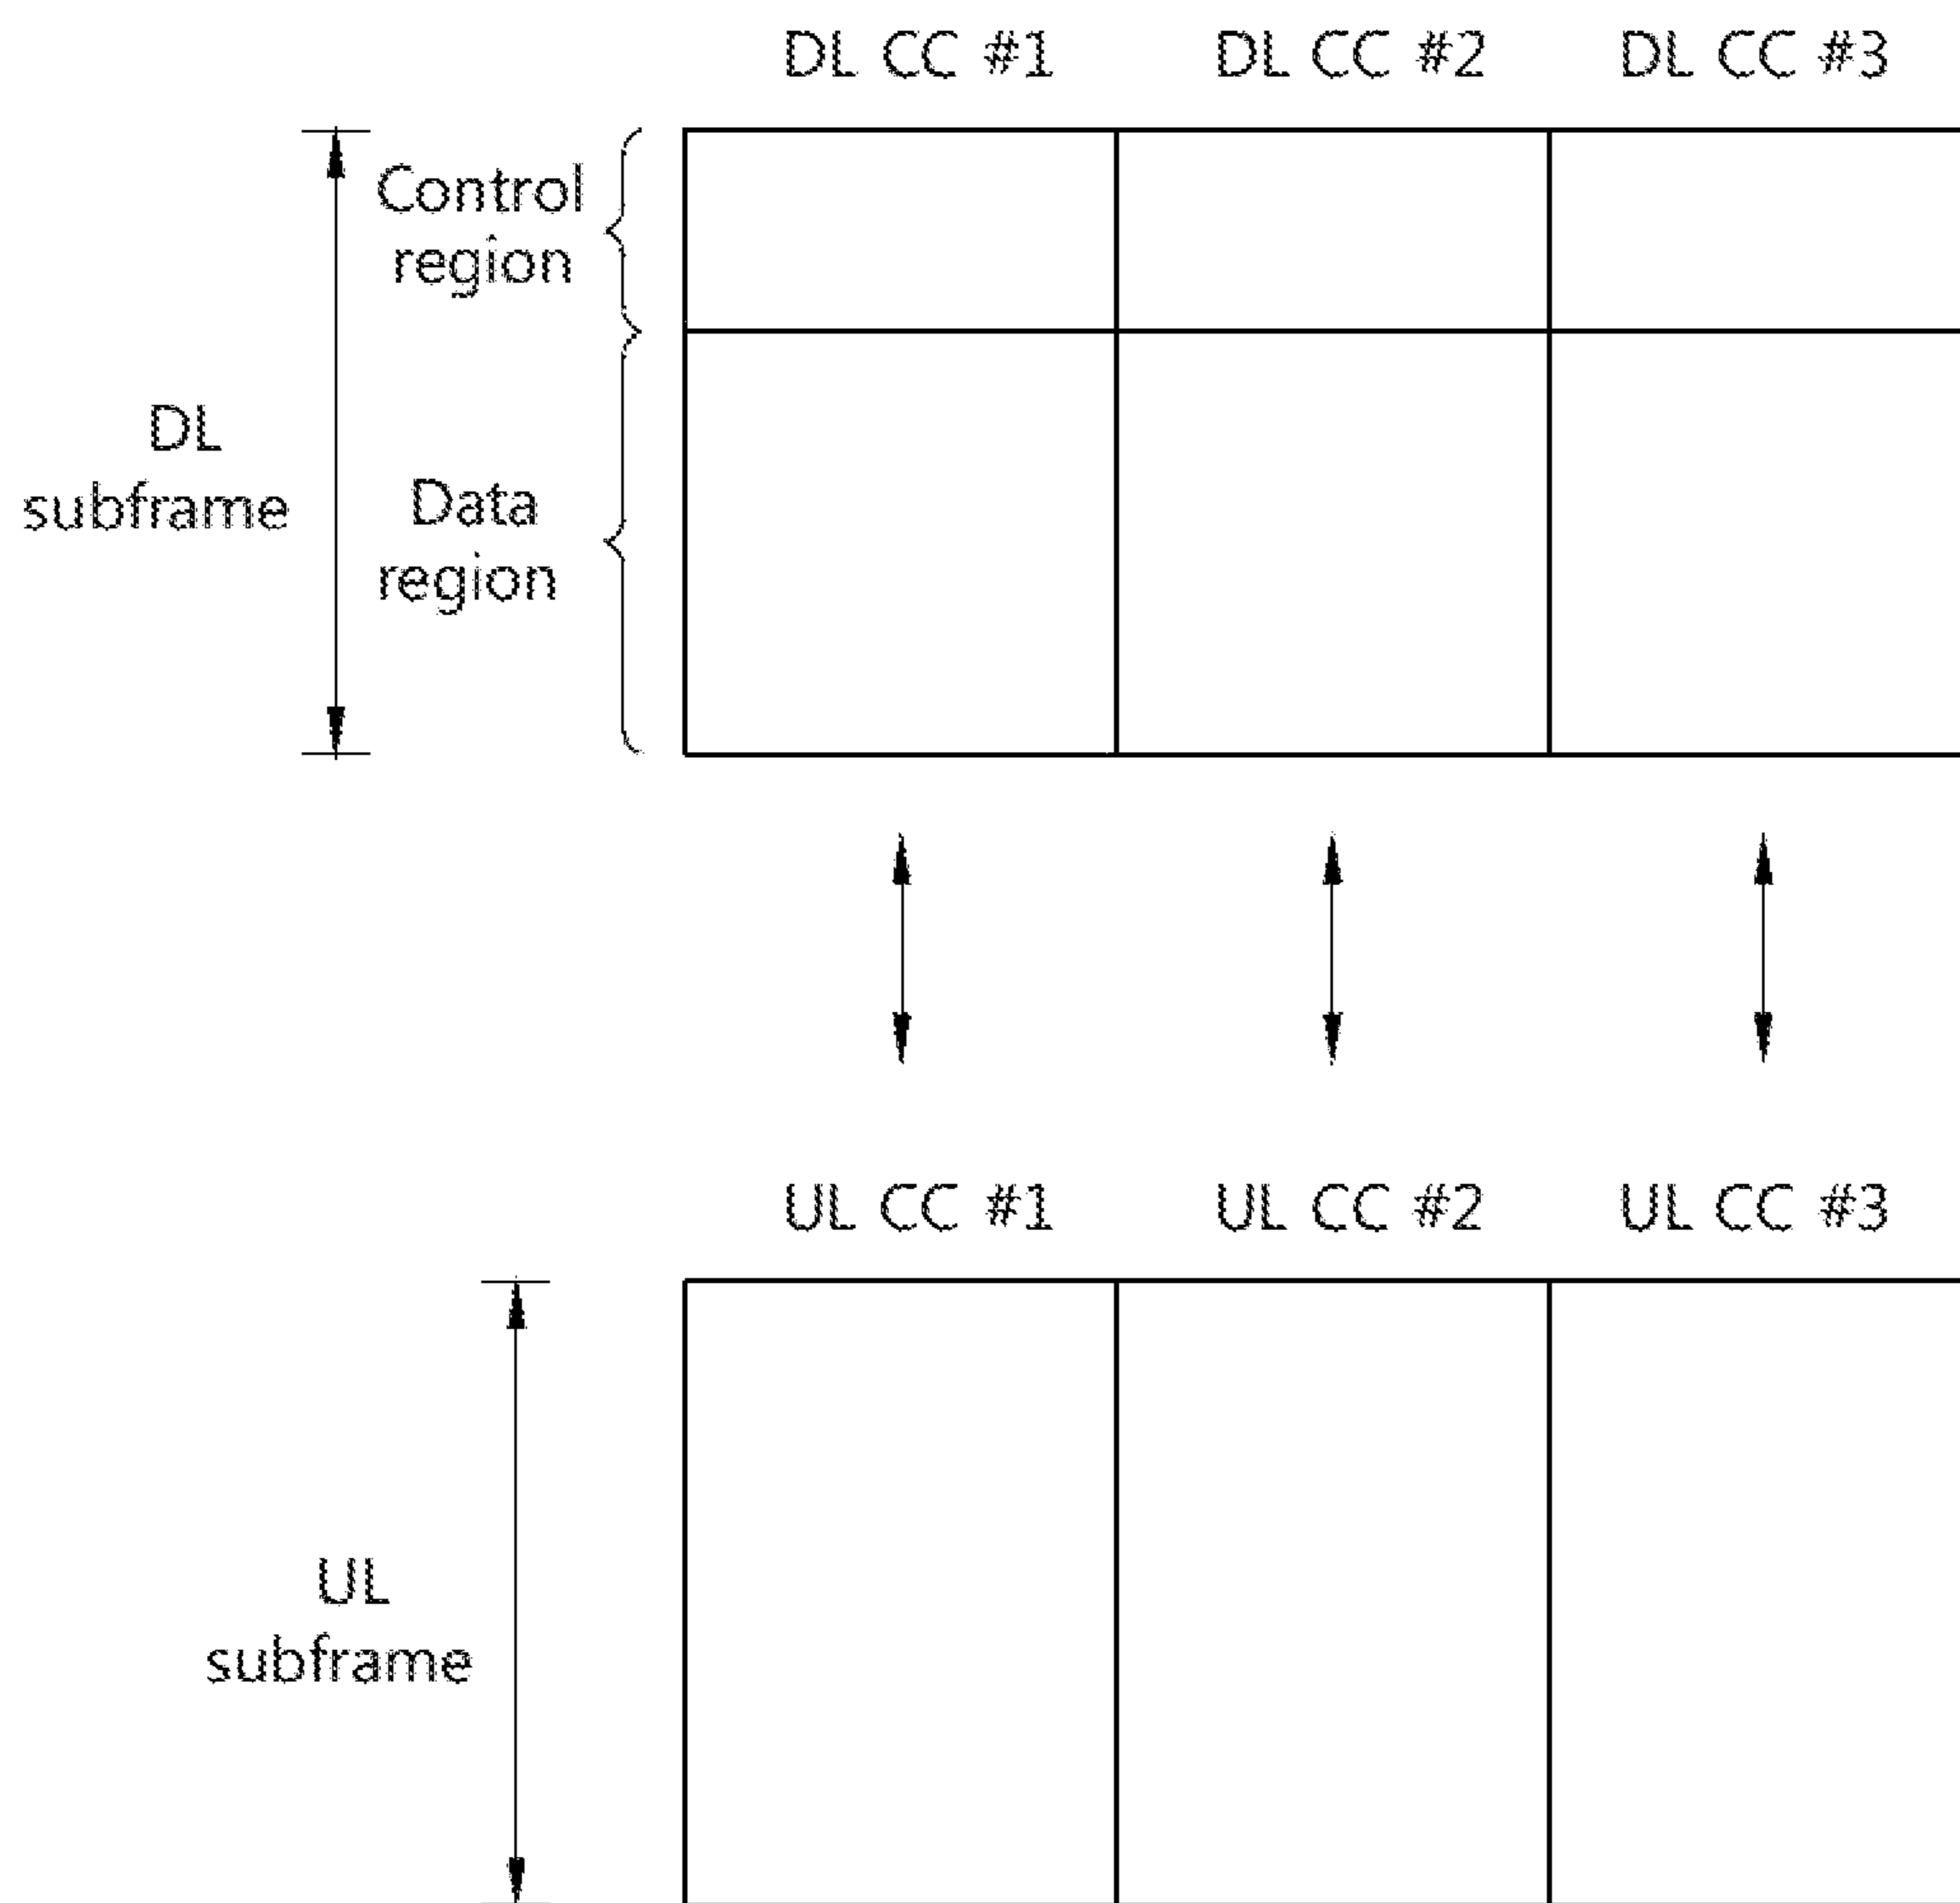 DL CC #1
DL CC #2
DL CC #3
Control
region
DL
subframe
Data
region
UL CC #1
UL CC #2
UL CC #3
UL
subframe